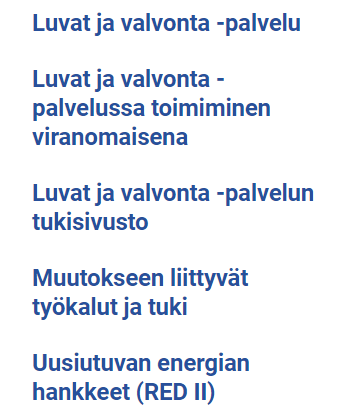 Luvat ja valvonta -palvelu
Luvat ja valvonta -
palvelussa toimiminen
viranomaisena
Luvat ja valvonta -palvelun
tukisivusto
Muutokseen liittyvät
työkalut ja tuki
Uusiutuvan energian
hankkeet (RED II)